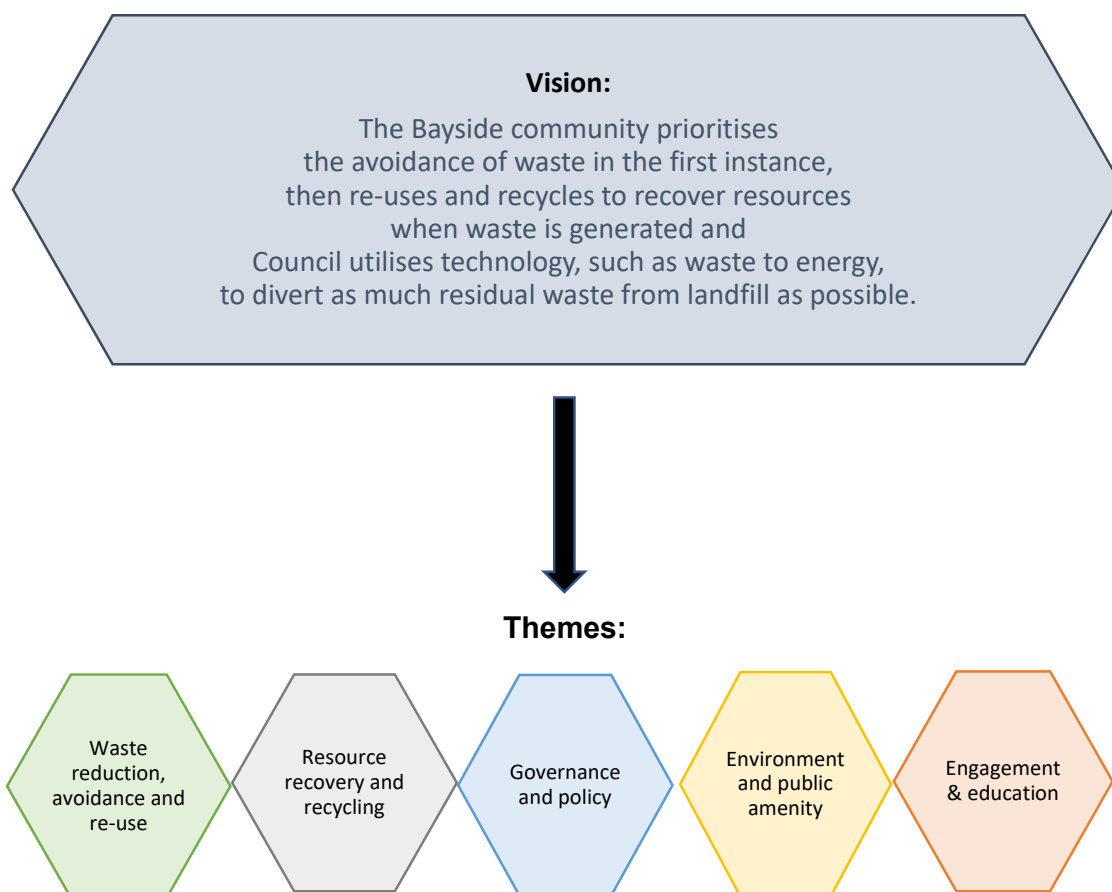 Vision:
The Bayside community prioritises
the avoidance of waste in the first instance,
then re-uses and recycles to recover resources
when waste is generated and
Council utilises technology, such as waste to energy,
to divert as much residual waste from landfill as possible.
Themes:
Waste
reduction,
avoidance and
re-use
Resource
recovery and
recycling
Governance
and policy
Environment
and public
amenity
Engagement
& education